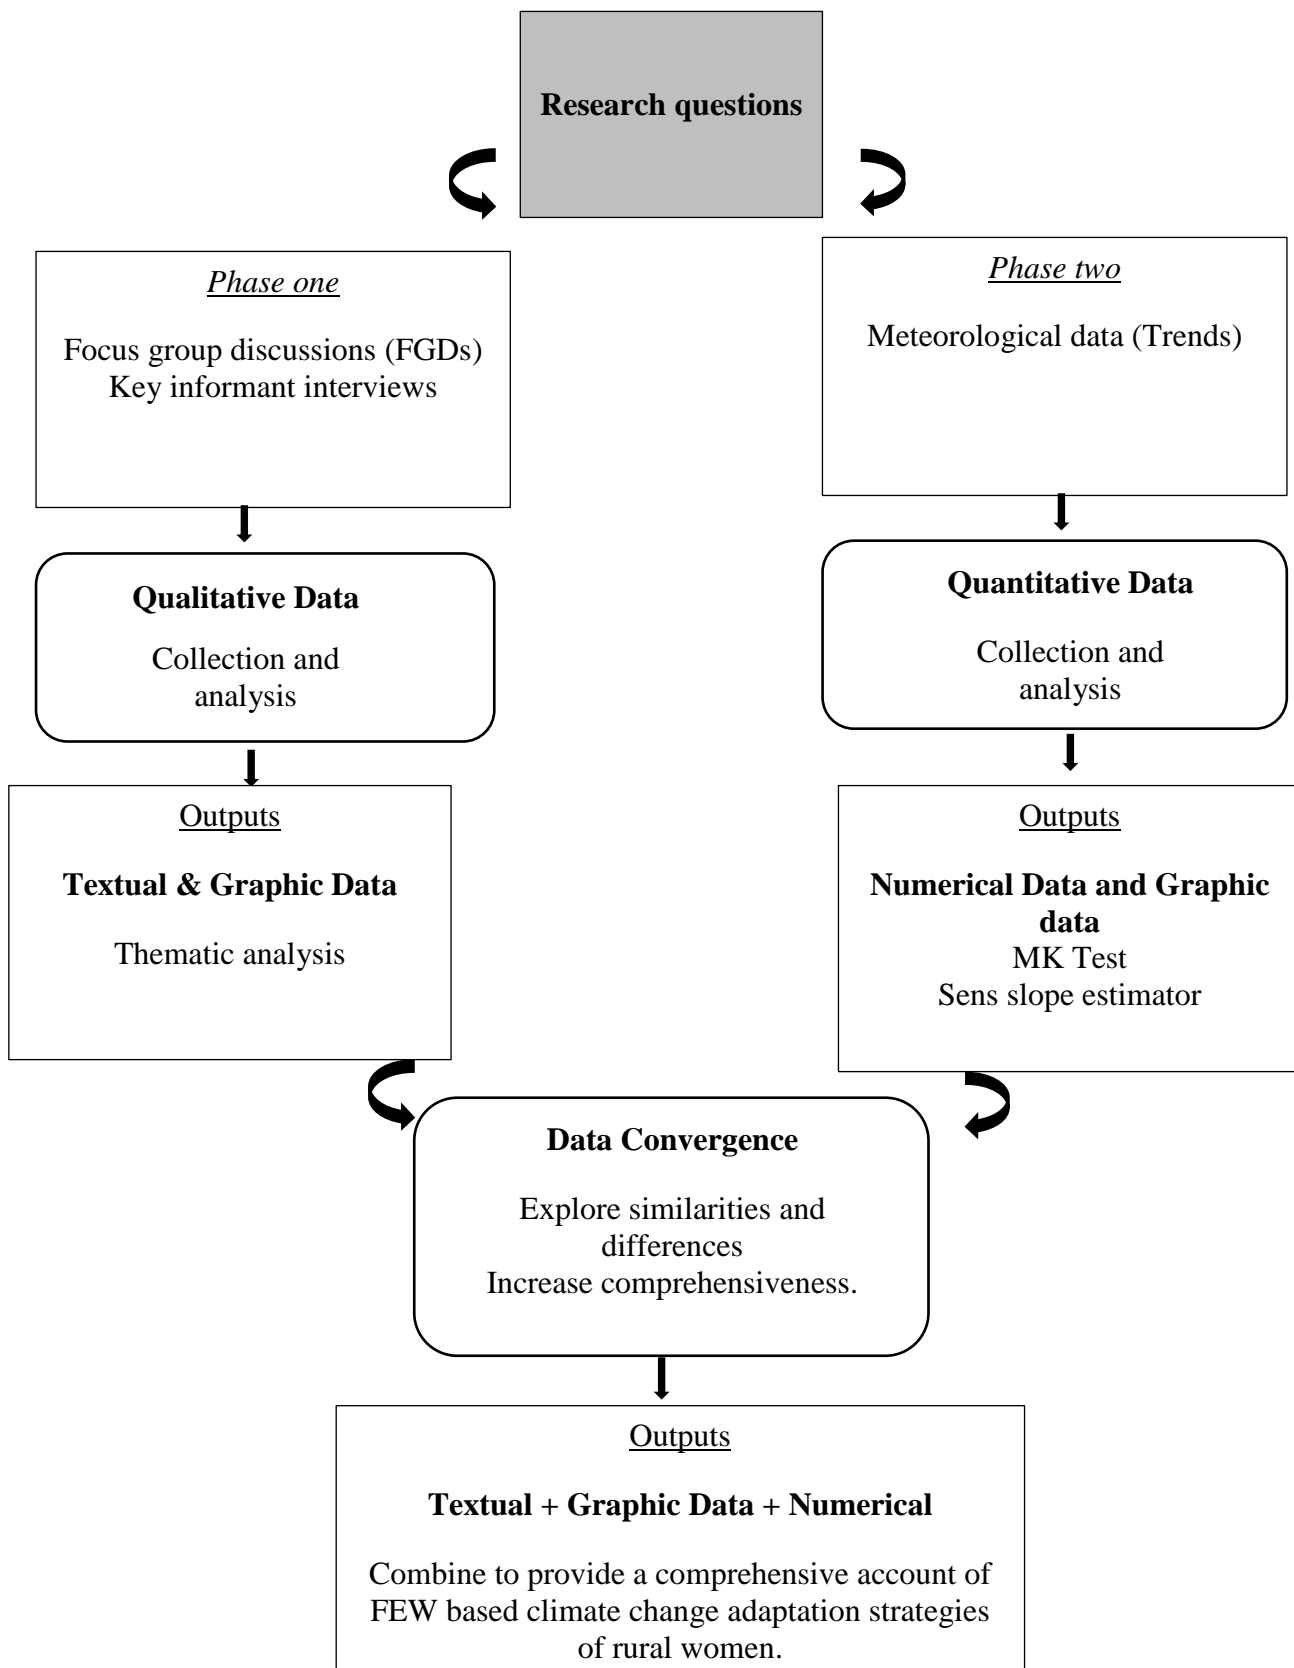 Research questions
Phase one
Focus group discussions (FGDs)
Key informant interviews
Phase two
Meteorological data (Trends)
Qualitative Data
Collection and
analysis
Quantitative Data
Collection and
analysis
Outputs
Textual & Graphic Data
Thematic analysis
Outputs
Numerical Data and Graphic
data
MK Test
Sens slope estimator
Data Convergence
Explore similarities and
differences
Increase comprehensiveness.
Outputs
Textual + Graphic Data + Numerical
Combine to provide a comprehensive account of
FEW based climate change adaptation strategies
of rural women.